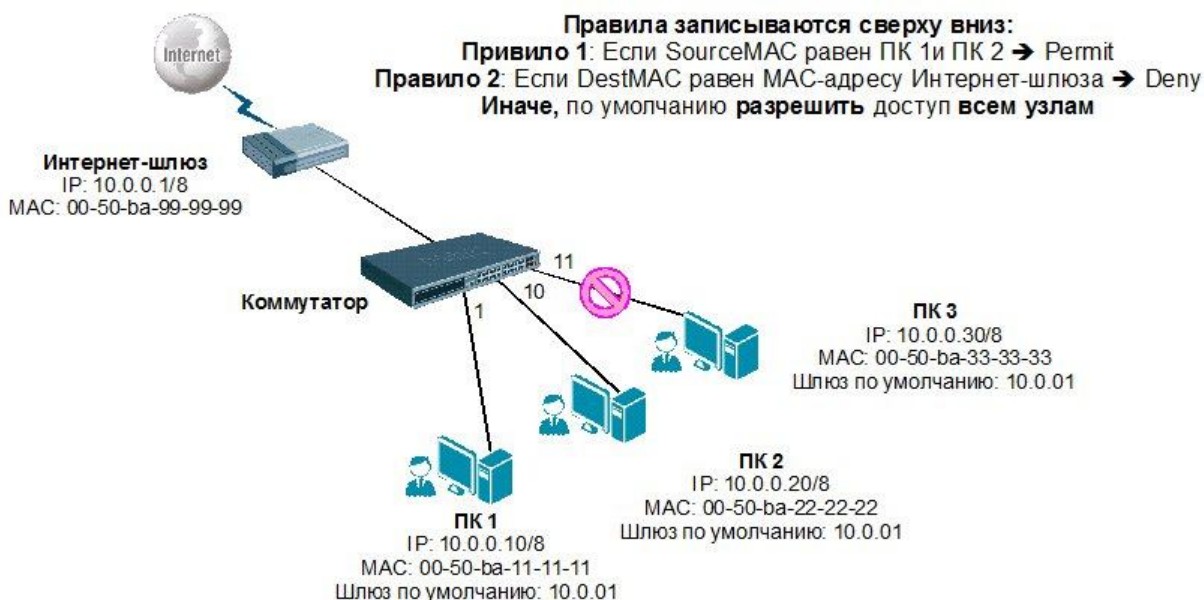 Правила записываются сверху вниз:
Привило 1: Если SourceMAC равен ПК 1и ПК 2 ➔ Permit
Правило 2: Если DestMAC равен MAC-адресу Интернет-шлюза ➔ Deny
Иначе, по умолчанию разрешить доступ всем узлам
Internet
Интернет-шлюз
IP: 10.0.0.1/8
MAC: 00-50-ba-99-99-99
Коммутатор
1
10
11
ПК 3
IP: 10.0.0.30/8
MAC: 00-50-ba-33-33-33
Шлюз по умолчанию: 10.0.01
ПК 2
IP: 10.0.0.20/8
MAC: 00-50-ba-22-22-22
Шлюз по умолчанию: 10.0.01
ПК 1
IP: 10.0.0.10/8
MAC: 00-50-ba-11-11-11
Шлюз по умолчанию: 10.0.01